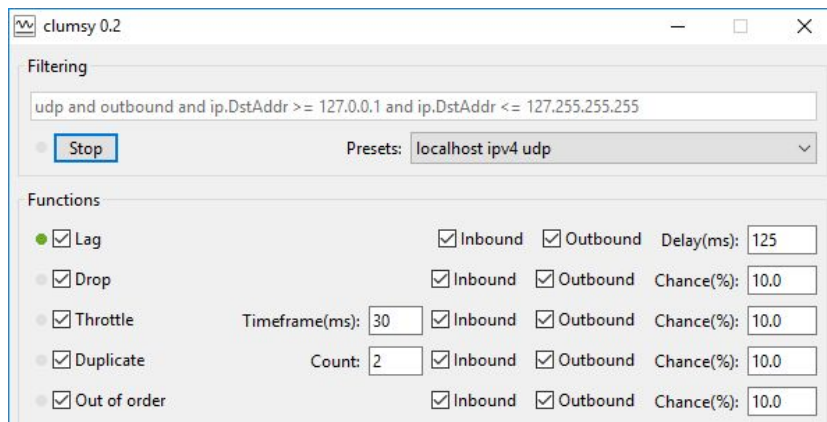 clumsy 0.2
Filtering
udp and outbound and ip.DstAddr >= 127.0.0.1 and ip.DstAddr <= 127.255.255.255
Stop Presets: localhost ipv4 udp
Functions
Lag Inbound Outbound Delay(ms): 125
Drop Inbound Outbound Chance(%): 10.0
Throttle Timeframe(ms): 30 Inbound Outbound Chance(%): 10.0
Duplicate Count: 2 Inbound Outbound Chance(%): 10.0
Out of order Inbound Outbound Chance(%): 10.0